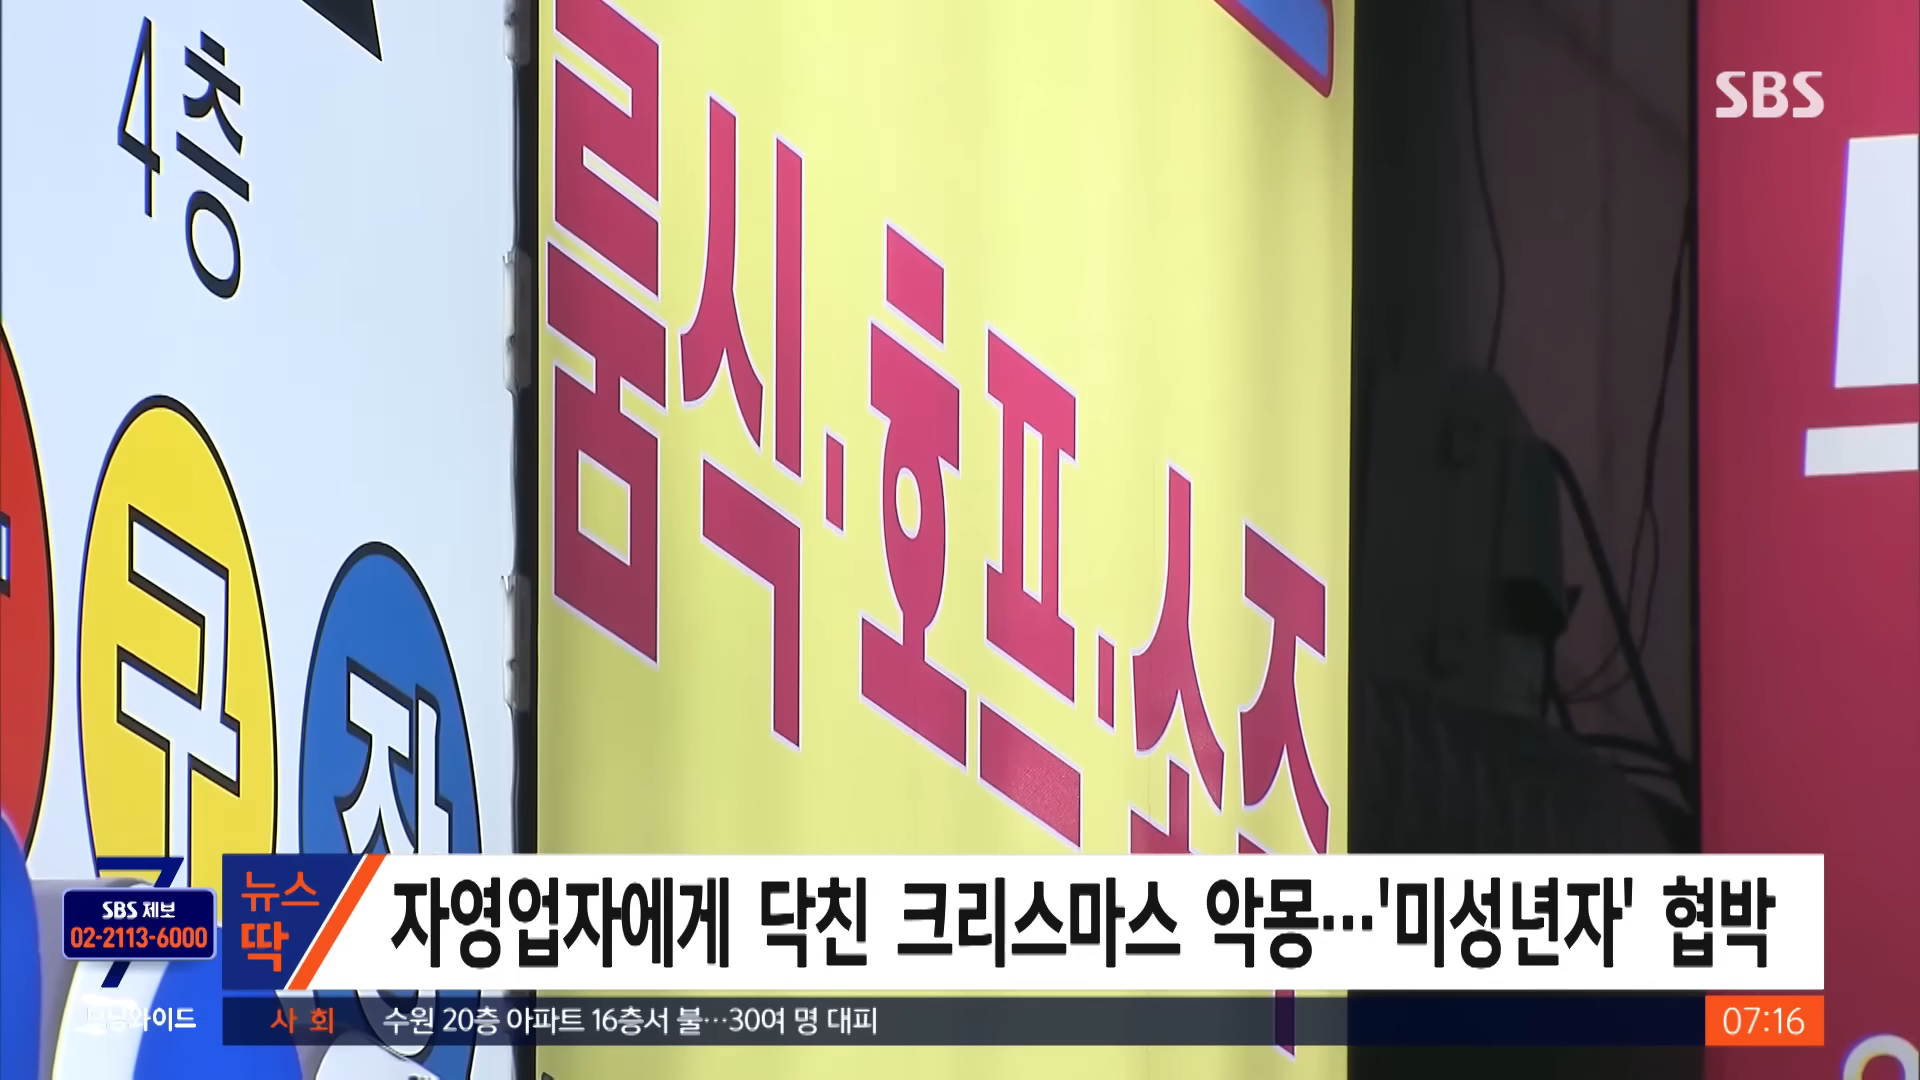 4층
룸식·호프·소주
SBS
구
장
SBS 제보
02-2113-6000
뉴스
딱
자영업자에게 닥친 크리스마스 악몽…'미성년자' 협박
모닝와이드
사회
수원 20층 아파트 16층서 불…30여 명 대피
07:16